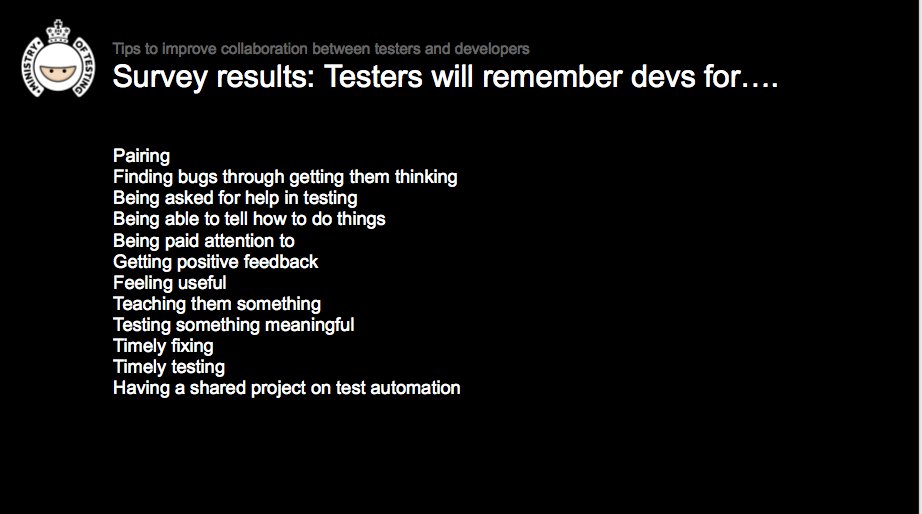 MINISTRY OF TESTING
Tips to improve collaboration between testers and developers
Survey results: Testers will remember devs for….
Pairing
Finding bugs through getting them thinking
Being asked for help in testing
Being able to tell how to do things
Being paid attention to
Getting positive feedback
Feeling useful
Teaching them something
Testing something meaningful
Timely fixing
Timely testing
Having a shared project on test automation